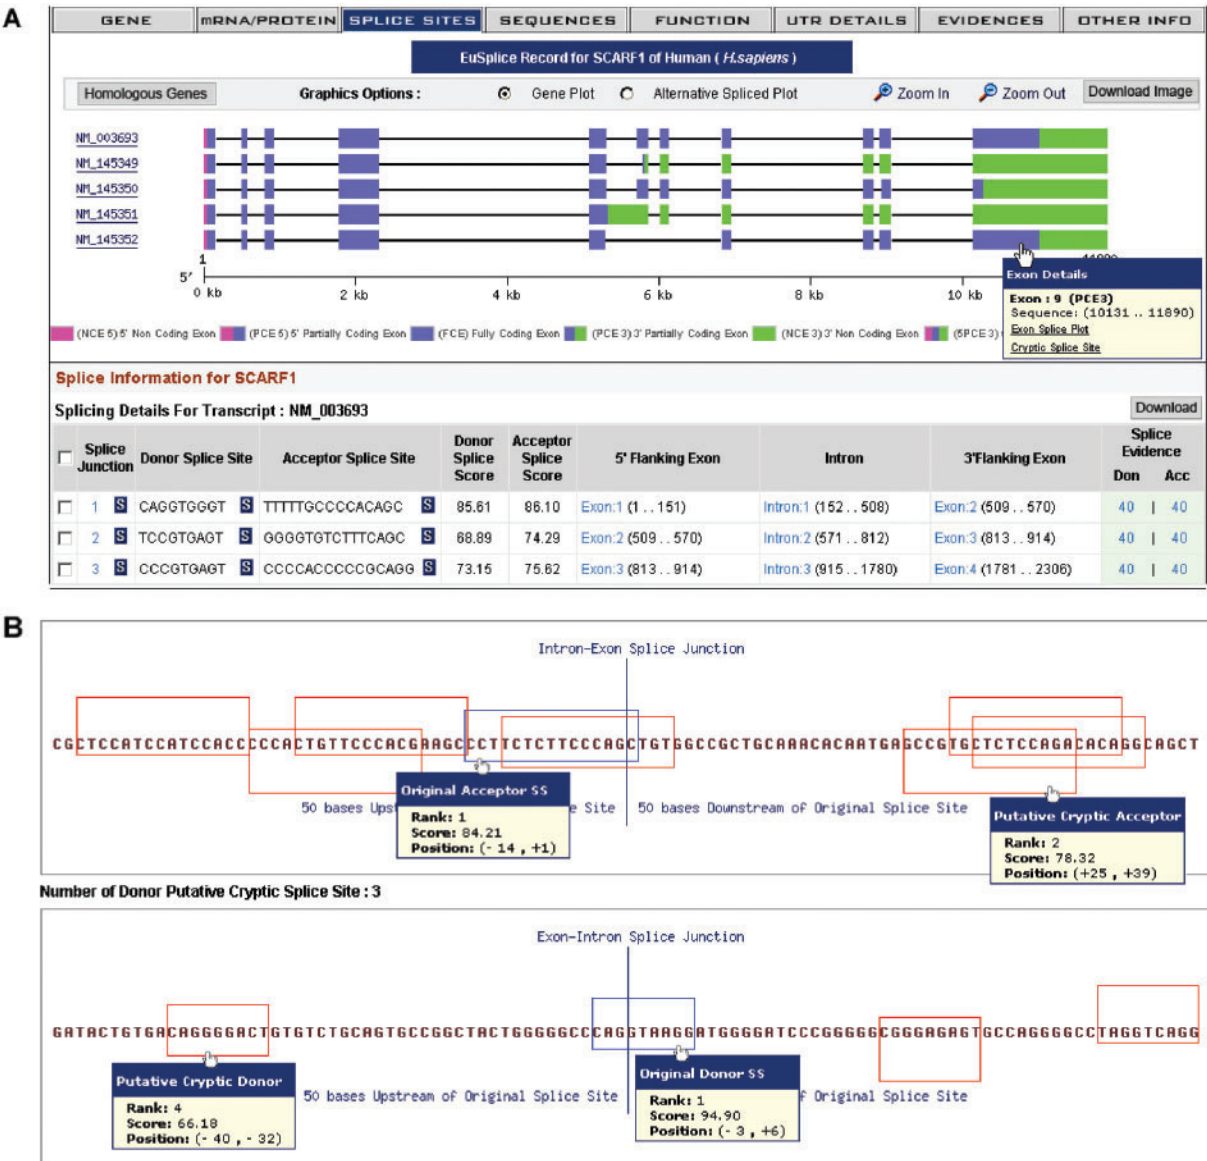 A
GENE mRNA/PROTEIN SPLICE SITES SEQUENCES FUNCTION UTR DETAILS EVIDENCES OTHER INFO
EuSplice Record for SCARF1 of Human ( H.sapiens )
Homologous Genes Graphics Options : Gene Plot Alternative Spliced Plot Zoom In Zoom Out Download Image
NM_003693
NM_145349
NM_145350
NM_145351
NM_145352
1
5'
0 kb 2 kb 4 kb 6 kb 8 kb 10 kb
Exon Details
Exon : 9 (PCE3)
Sequence: (10131 .. 11890)
Exon Splice Plot
Cryptic Splice Site
(NCE 5) 5' Non Coding Exon (PCE 5) 5' Partially Coding Exon (FCE) Fully Coding Exon (PCE 3) 3' Partially Coding Exon (NCE 3) 3' Non Coding Exon (5PCE 3)
Splice Information for SCARF1
Splicing Details For Transcript : NM_003693 Download
Splice Junction Donor Splice Site Acceptor Splice Site Donor Splice Score Acceptor Splice Score 5' Flanking Exon Intron 3'Flanking Exon Splice Evidence Don Acc
1 S CAGGTGGGT S TTTTTGCCCCACAGC S 85.61 86.10 Exon:1 (1 . . 151) Intron:1 (152 . . 508) Exon:2 (509 . . 570) 40 | 40
2 S TCCGTGAGT S GGGGTGTCTTTCAGC S 68.89 74.29 Exon:2 (509 . . 570) Intron:2 (571 . . 812) Exon:3 (813 . . 914) 40 | 40
3 S CCCGTGAGT S CCCCACCCCCGCAGG S 73.15 75.62 Exon:3 (813 . . 914) Intron:3 (915 . . 1780) Exon:4 (1781 . . 2306) 40 | 40
B
Intron-Exon Splice Junction
CGCTCCATCCATCCACCCCCACTGTTCCCACGAAGCCCTTCTCTTCCCAGCTGTGGCCGCTGCAAACACAATGAGCCGTGCTCTCCAGACACAGGCAGCT
Original Acceptor SS
Rank: 1
Score: 84.21
Position: (- 14 , +1)
50 bases Upst e Site 50 bases Downstream of Original Splice Site
Putative Cryptic Acceptor
Rank: 2
Score: 78.32
Position: (+25 , +39)
Number of Donor Putative Cryptic Splice Site : 3
Exon-Intron Splice Junction
GATACTGTGACAGGGGACTGTGTCTGCAGTGCCGGCTACTGGGGGCCCAGGTAAGGATGGGGATCCCGGGGGCGGGAGAGTGCCAGGGGCCTAGGTCAGG
Putative Cryptic Donor
Rank: 4
Score: 66.18
Position: (- 40 , - 32)
50 bases Upstream of Original Splice Site
Original Donor SS
Rank: 1
Score: 94.90
Position: (- 3 , +6)
f Original Splice Site